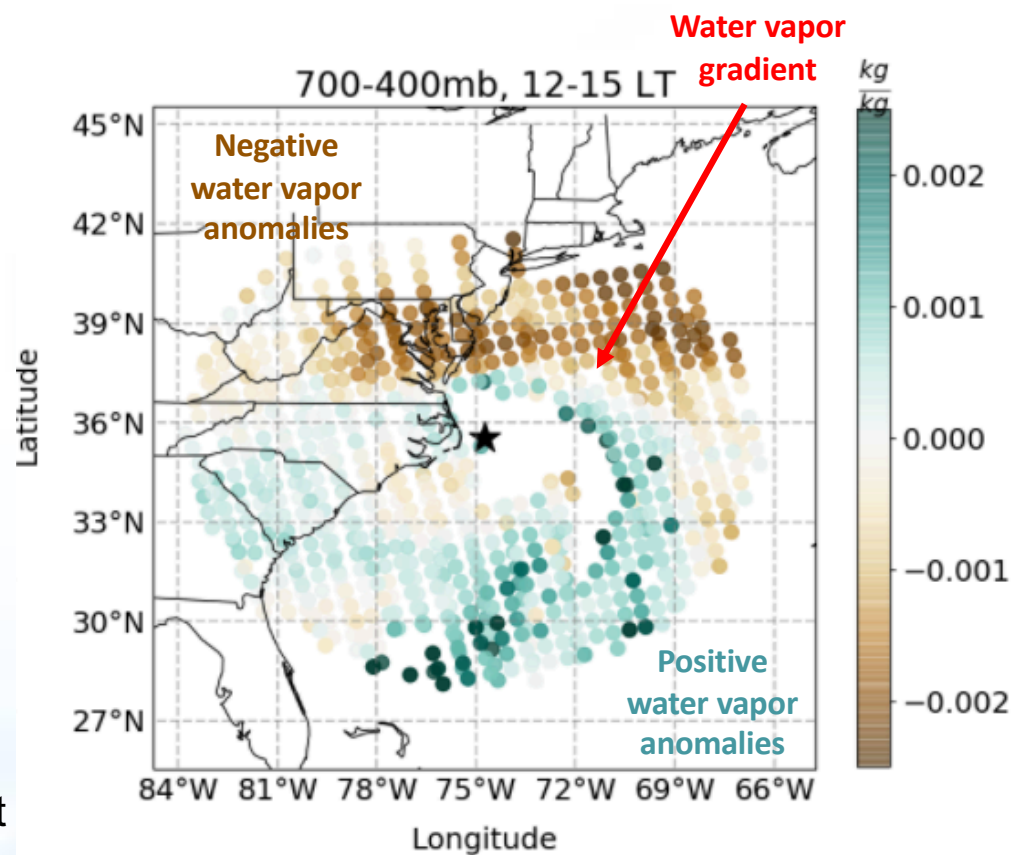 Water vapor
gradient
700-400mb, 12-15 LT
kg
kg
Negative
water vapor
anomalies
45°N
42°N
39°N
36°N
33°N
30°N
27°N
Latitude
0.002
0.001
0.000
−0.001
−0.002
Positive
water vapor
anomalies
84°W 81°W 78°W 75°W 72°W 69°W 66°W
Longitude
t